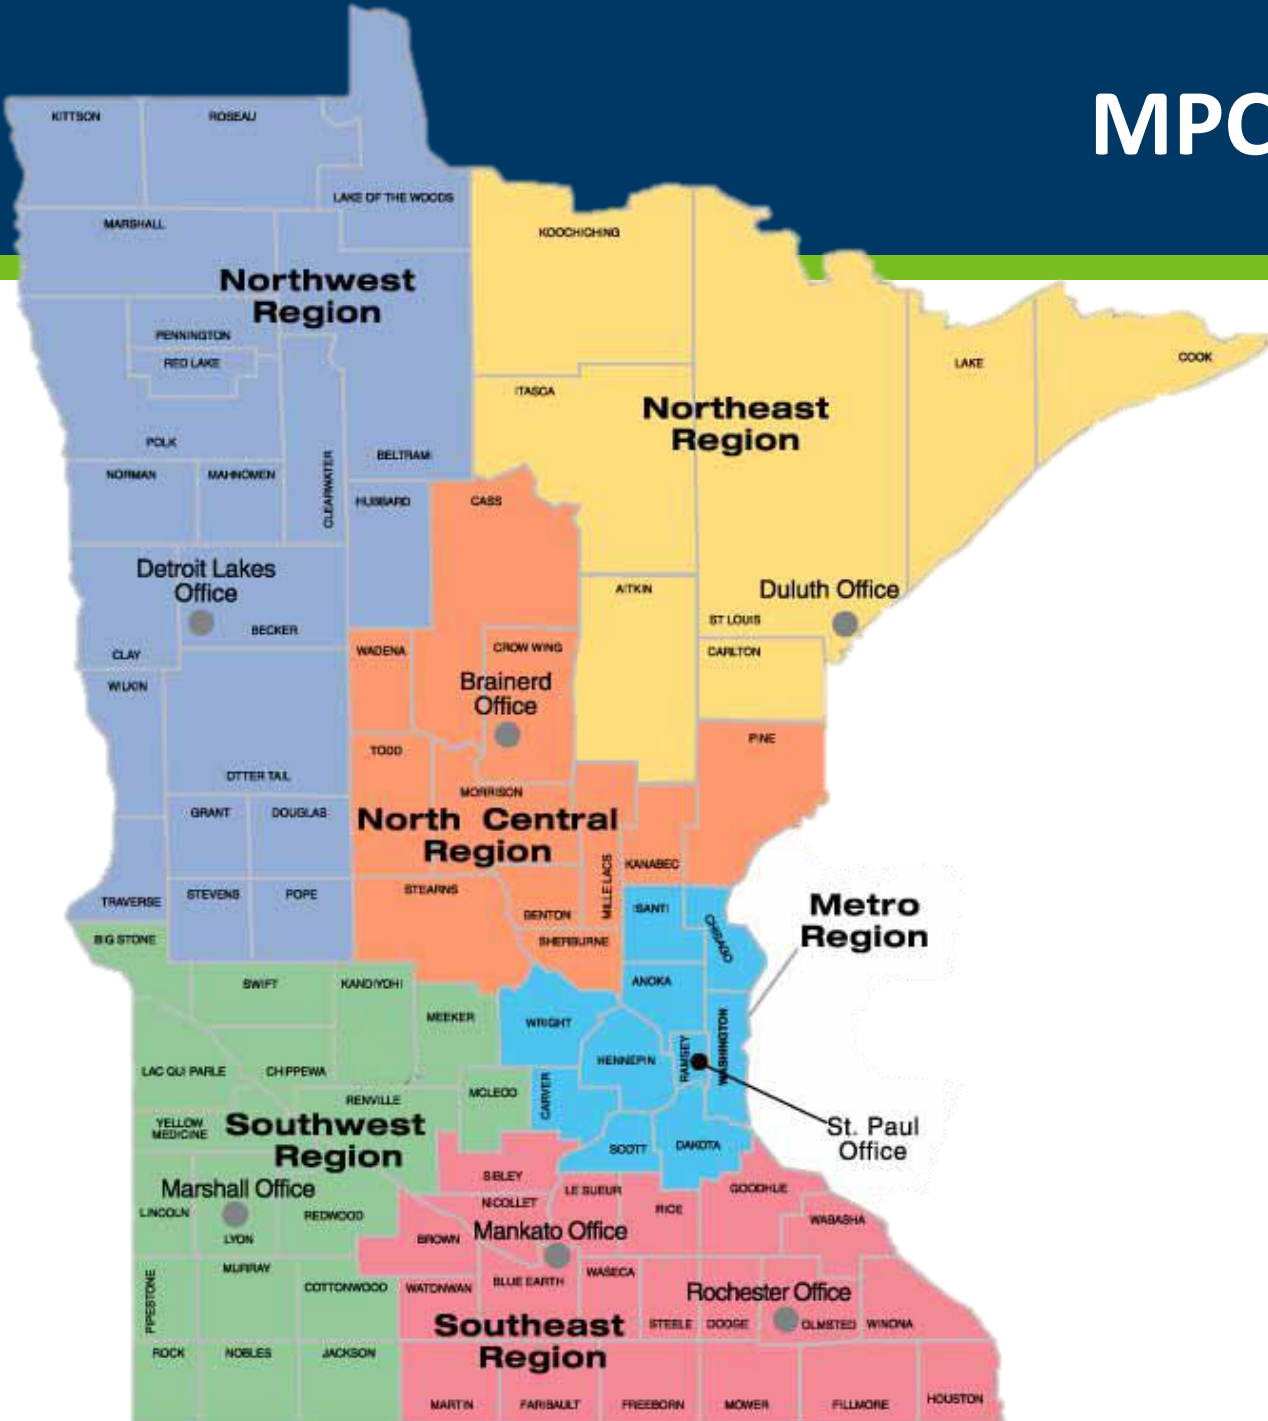 MPC
KITTSON
ROSEAU
LAKE OF THE WOODS
MARSHALL
KOOCHICHING
Northwest
Region
PENNINGTON
RED LAKE
LAKE
COOK
ITASCA
Northeast
Region
POLK
BELTRAMI
NORMAN
MAHNOMEN
CLEARWATER
HUBBARD
CASS
Detroit Lakes
Office
BECKER
AITKIN
Duluth Office
ST LOUIS
CLAY
WADENA
CROW WING
CARLTON
WILKIN
Brainerd
Office
TODD
PINE
OTTER TAIL
MORRISON
GRANT
DOUGLAS
North Central
Region
MILLE LACS
KANABEC
TRAVERSE
STEVENS
POPE
STEARNS
BENTON
ISANTI
CHISAGO
Metro
Region
BIG STONE
SHERBURNE
SWIFT
KANDIYOHI
ANOKA
MEEKER
WRIGHT
HENNEPIN
RAMSEY
WASHINGTON
LAC QUI PARLE
CHIPPEWA
RENVILLE
MCLEOD
CARVER
YELLOW
MEDICINE
Southwest
Region
SCOTT
DAKOTA
St. Paul
Office
SIBLEY
Marshall Office
LE SUEUR
GOODHUE
NICOLLET
RICE
LINCOLN
REDWOOD
WABASHA
LYON
BROWN
Mankato Office
MURRAY
PIPESTONE
COTTONWOOD
WATONWAN
BLUE EARTH
WASECA
Rochester Office
Southeast
Region
STEELE
DODGE
OLMSTED
WINONA
ROCK
NOBLES
JACKSON
MARTIN
FARIBAULT
FREEBORN
MOWER
FILLMORE
HOUSTON